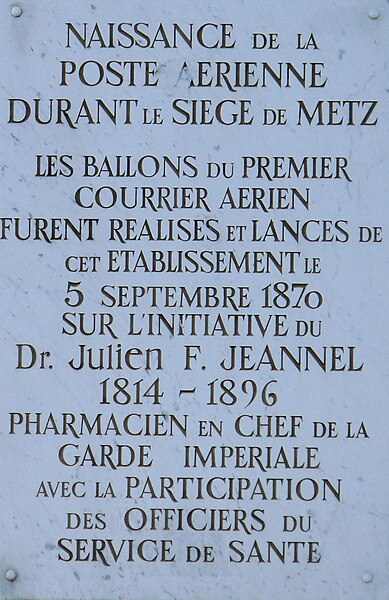 NAISSANCE DE LA
POSTE AERIENNE
DURANT LE SIEGE DE METZ
LES BALLONS DU PREMIER
COURRIER AERIEN
FURENT REALISES ET LANCES DE
CET ETABLISSEMENT LE
5 SEPTEMBRE 1870
SUR L'INITIATIVE DU
Dr. Julien F. JEANNEL
1814 - 1896
PHARMACIEN EN CHEF DE LA
GARDE IMPERIALE
AVEC LA PARTICIPATION
DES OFFICIERS DU
SERVICE DE SANTE